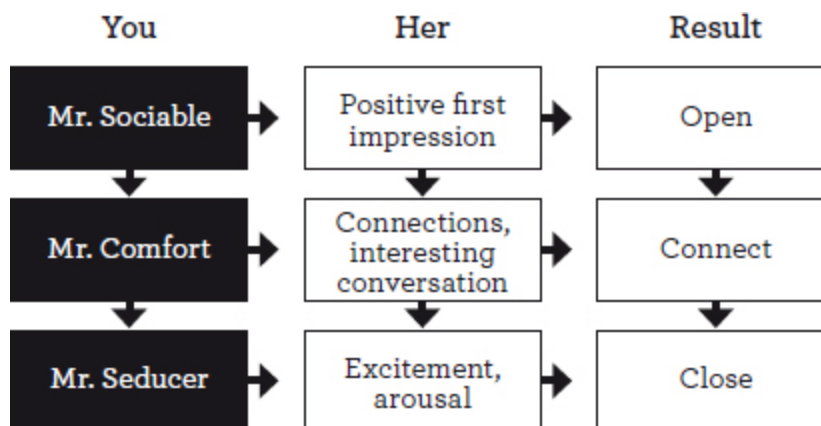 You
Her
Result
Mr. Sociable
Positive first
impression
Open
Mr. Comfort
Connections,
interesting
conversation
Connect
Mr. Seducer
Excitement,
arousal
Close